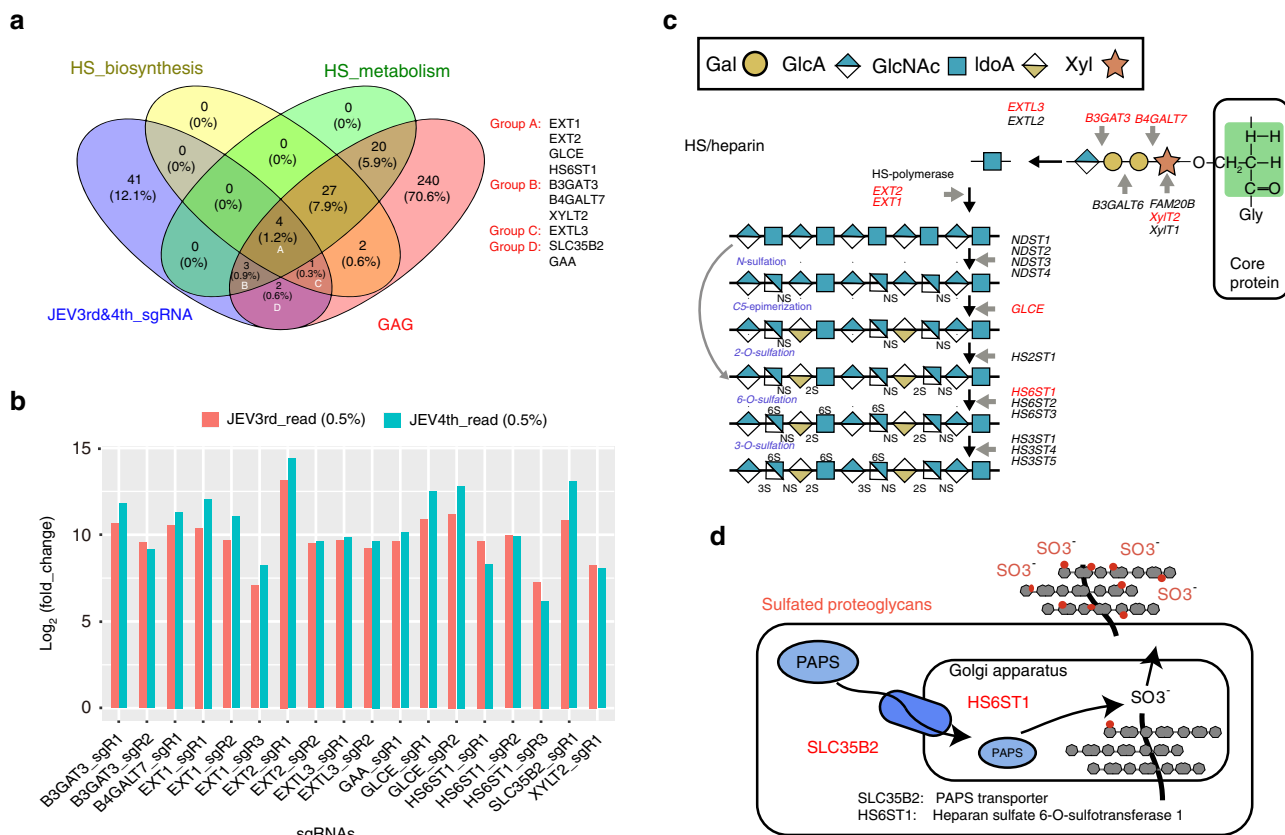 a
HS_biosynthesis
HS_metabolism
0
(0%)
0
(0%)
0
(0%)
0
(0%)
20
(5.9%)
41
(12.1%)
0
(0%)
27
(7.9%)
240
(70.6%)
4
(1.2%)
A
0
(0%)
2
(0.6%)
3
(0.9%)
B
1
(0.3%)
C
2
(0.6%)
D
JEV3rd&4th_sgRNA
GAG
Group A: EXT1
EXT2
GLCE
HS6ST1
Group B: B3GAT3
B4GALT7
XYLT2
Group C: EXTL3
Group D: SLC35B2
GAA
b
JEV3rd_read (0.5%) JEV4th_read (0.5%)
Log2 (fold_change)
15
10
5
0
B3GAT3_sgR1
B3GAT3_sgR2
B4GALT7_sgR1
EXT1_sgR1
EXT1_sgR2
EXT1_sgR3
EXT2_sgR1
EXT2_sgR2
EXTL3_sgR1
EXTL3_sgR2
GAA_sgR1
GLCE_sgR1
GLCE_sgR2
HS6ST1_sgR1
HS6ST1_sgR2
HS6ST1_sgR3
SLC35B2_sgR1
XYLT2_sgR1
sgRNAs
c
Gal GlcA GlcNAc IdoA Xyl
HS/heparin
EXTL3
EXTL2
B3GAT3 B4GALT7
O CH2 C H
H C H
C O
Gly
Core
protein
B3GALT6
FAM20B
XylT2
XylT1
HS-polymerase
EXT2
EXT1
N-sulfation
NDST1
NDST2
NDST3
NDST4
NS NS NS
C5-epimerization
GLCE
NS NS NS
2-O-sulfation
HS2ST1
NS 2S NS 2S NS
6-O-sulfation
HS6ST1
HS6ST2
HS6ST3
6S 6S 6S
NS 2S NS 2S NS
3-O-sulfation
HS3ST1
HS3ST4
HS3ST5
6S 6S 6S
3S NS 2S 3S NS 2S NS
d
SO3-
SO3-
SO3-
SO3-
Sulfated proteoglycans
PAPS
Golgi apparatus
HS6ST1
SO3-
SLC35B2
PAPS
SLC35B2: PAPS transporter
HS6ST1: Heparan sulfate 6-O-sulfotransferase 1